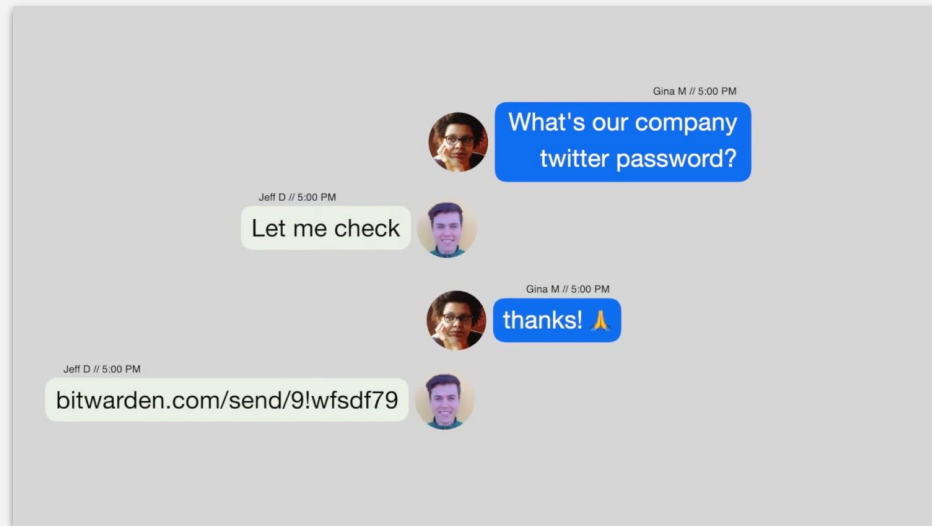 Gina M // 5:00 PM
What's our company
twitter password?
Jeff D // 5:00 PM
Let me check
Gina M // 5:00 PM
thanks! 🙏
Jeff D // 5:00 PM
bitwarden.com/send/9!wfsdf79